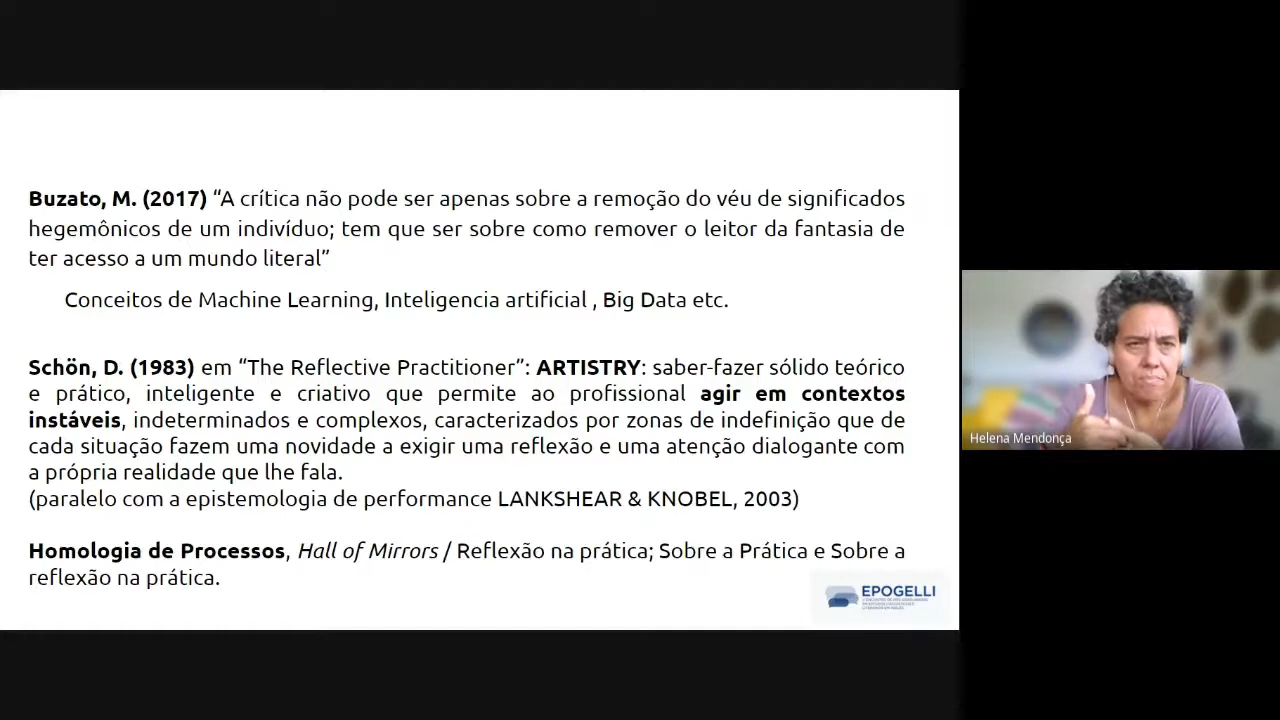 Buzato, M. (2017) “A crítica não pode ser apenas sobre a remoção do véu de significados
hegemônicos de um indivíduo; tem que ser sobre como remover o leitor da fantasia de
ter acesso a um mundo literal”
Conceitos de Machine Learning, Inteligencia artificial , Big Data etc.
Schön, D. (1983) em “The Reflective Practitioner”: ARTISTRY: saber-fazer sólido teórico
e prático, inteligente e criativo que permite ao profissional agir em contextos
instáveis, indeterminados e complexos, caracterizados por zonas de indefinição que de
cada situação fazem uma novidade a exigir uma reflexão e uma atenção dialogante com
a própria realidade que lhe fala.
(paralelo com a epistemologia de performance LANKSHEAR & KNOBEL, 2003)
Homologia de Processos, Hall of Mirrors / Reflexão na prática; Sobre a Prática e Sobre a
reflexão na prática.
EPOGELLI
Helena Mendonça